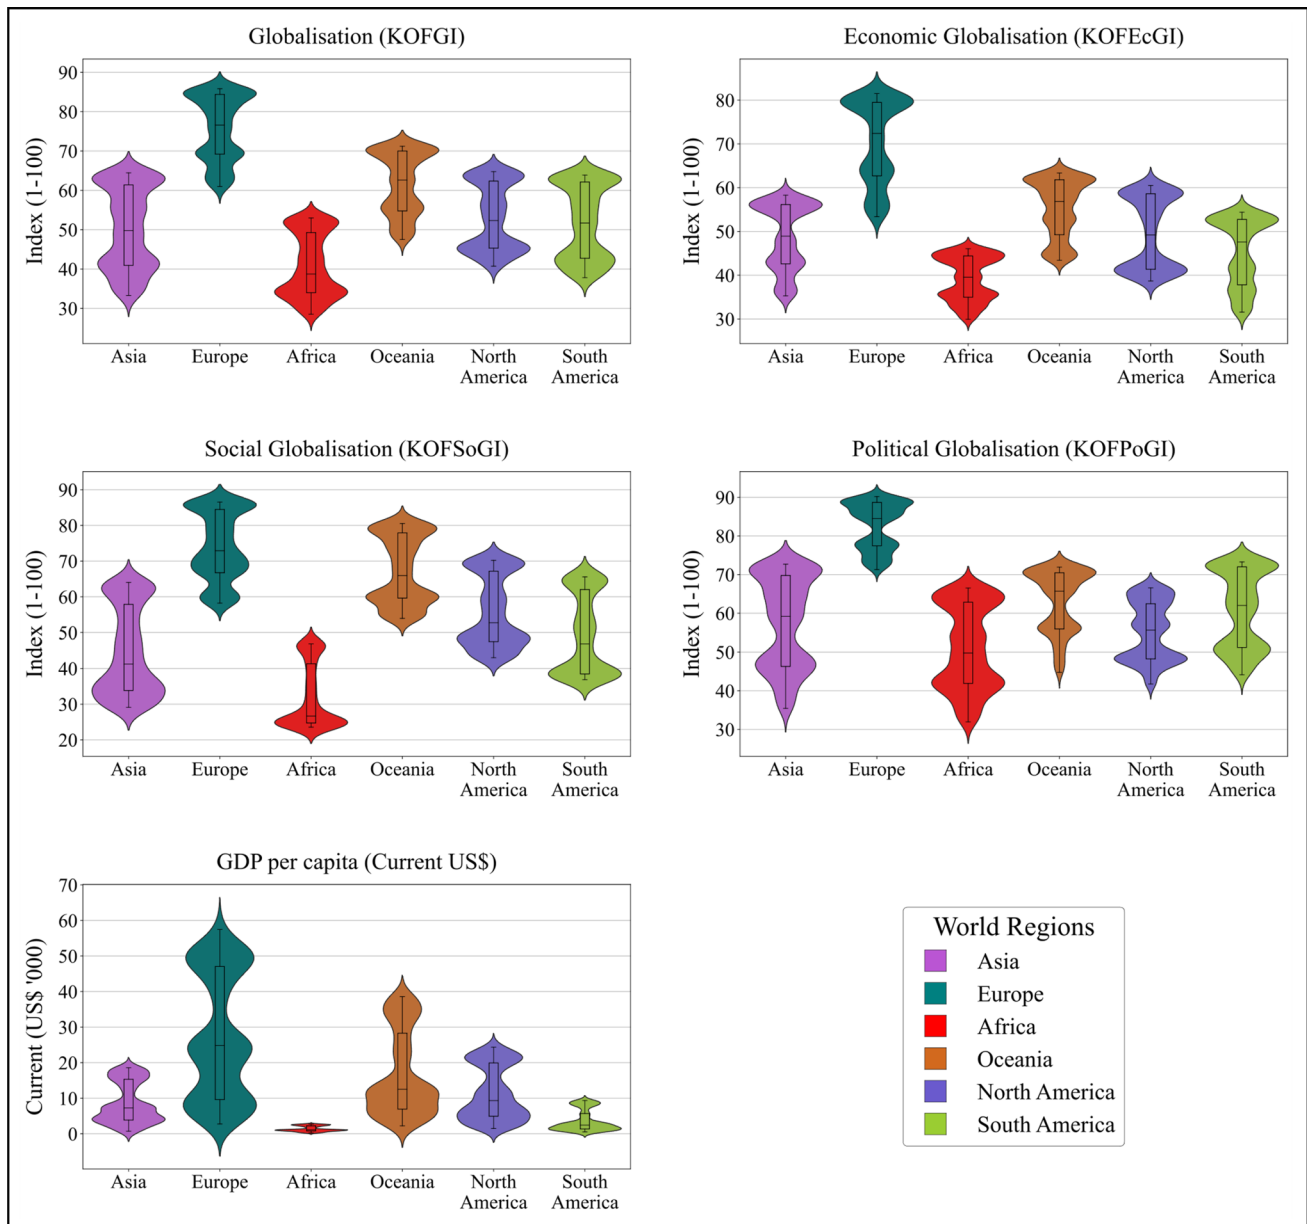 Globalisation (KOFGI)
Index (1-100)
90
80
70
60
50
40
30
Asia Europe Africa Oceania North America South America
Economic Globalisation (KOFEcGI)
Index (1-100)
80
70
60
50
40
30
Asia Europe Africa Oceania North America South America
Social Globalisation (KOFSoGI)
Index (1-100)
90
80
70
60
50
40
30
20
Asia Europe Africa Oceania North America South America
Political Globalisation (KOFPoGI)
Index (1-100)
90
80
70
60
50
40
30
Asia Europe Africa Oceania North America South America
GDP per capita (Current US$)
Current (US$ '000)
70
60
50
40
30
20
10
0
Asia Europe Africa Oceania North America South America
World Regions
Asia
Europe
Africa
Oceania
North America
South America